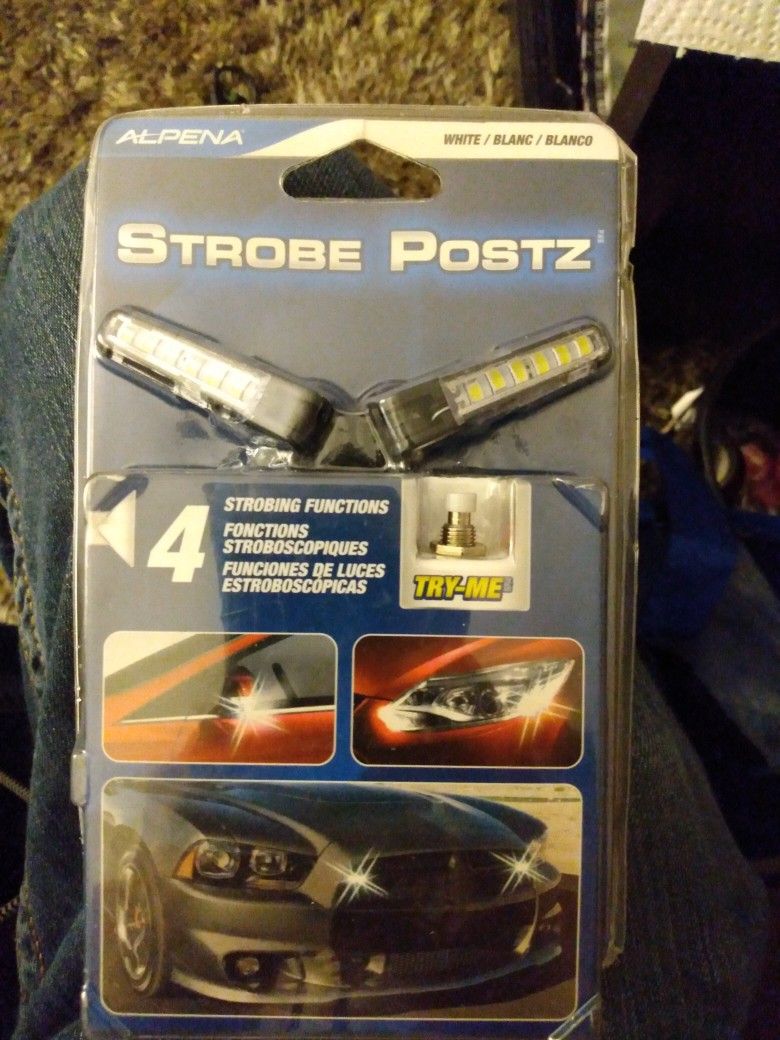 ALPENA
WHITE / BLANC / BLANCO
STROBE POSTZ
4
STROBING FUNCTIONS
FONCTIONS
STROBOSCOPIQUES
FUNCIONES DE LUCES
ESTROBOSCÓPICAS
TRY-ME